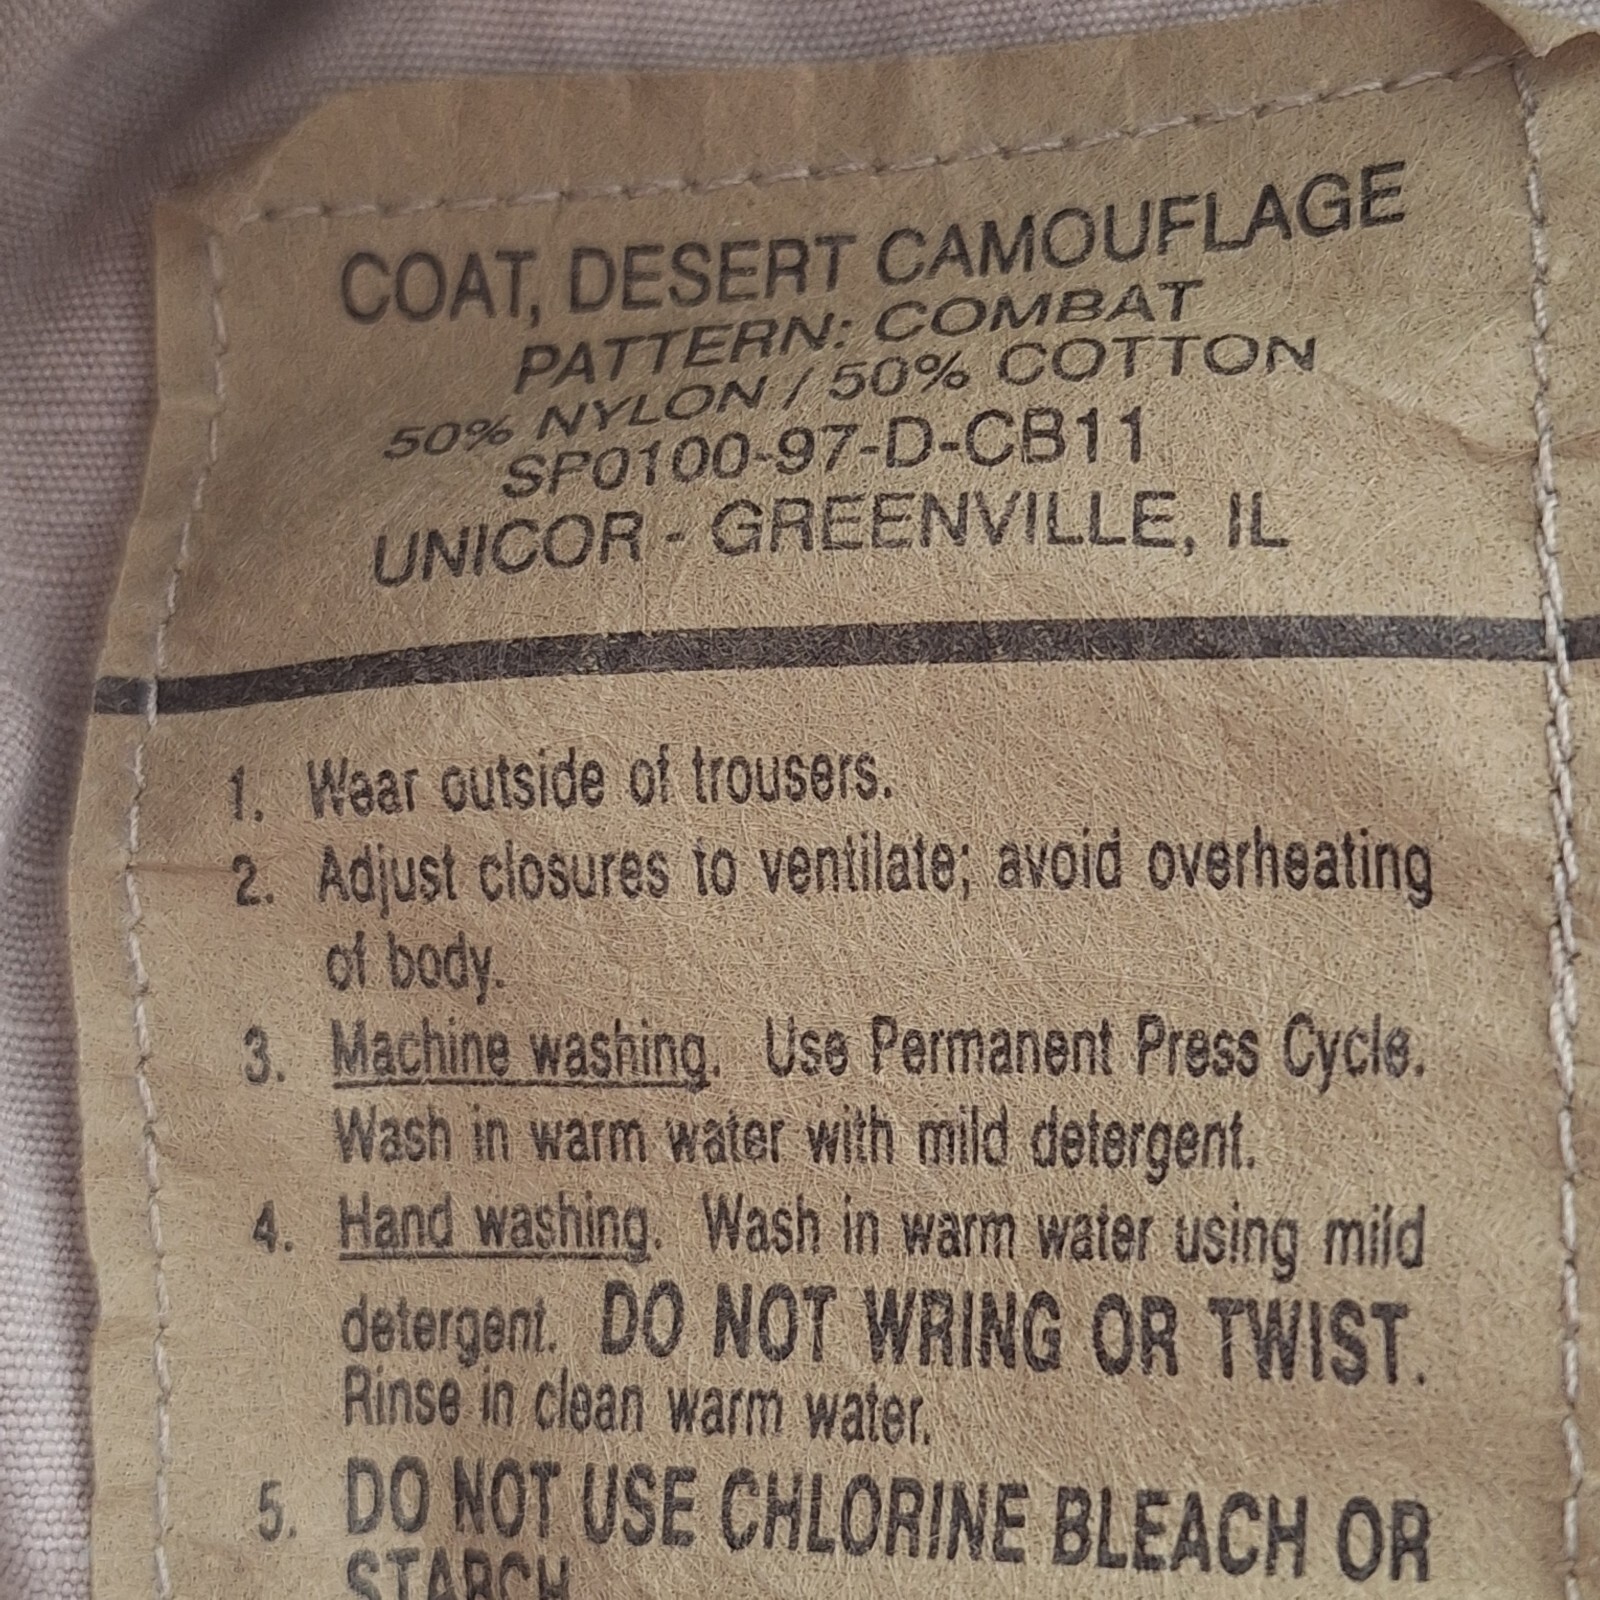 COAT, DESERT CAMOUFLAGE
PATTERN: COMBAT
50% NYLON / 50% COTTON
SP0100-97-D-CB11
UNICOR - GREENVILLE, IL
1. Wear outside of trousers.
2. Adjust closures to ventilate; avoid overheating
of body.
3. Machine washing. Use Permanent Press Cycle.
Wash in warm water with mild detergent.
4. Hand washing. Wash in warm water using mild
detergent. DO NOT WRING OR TWIST.
Rinse in clean warm water.
5. DO NOT USE CHLORINE BLEACH OR
STARCH